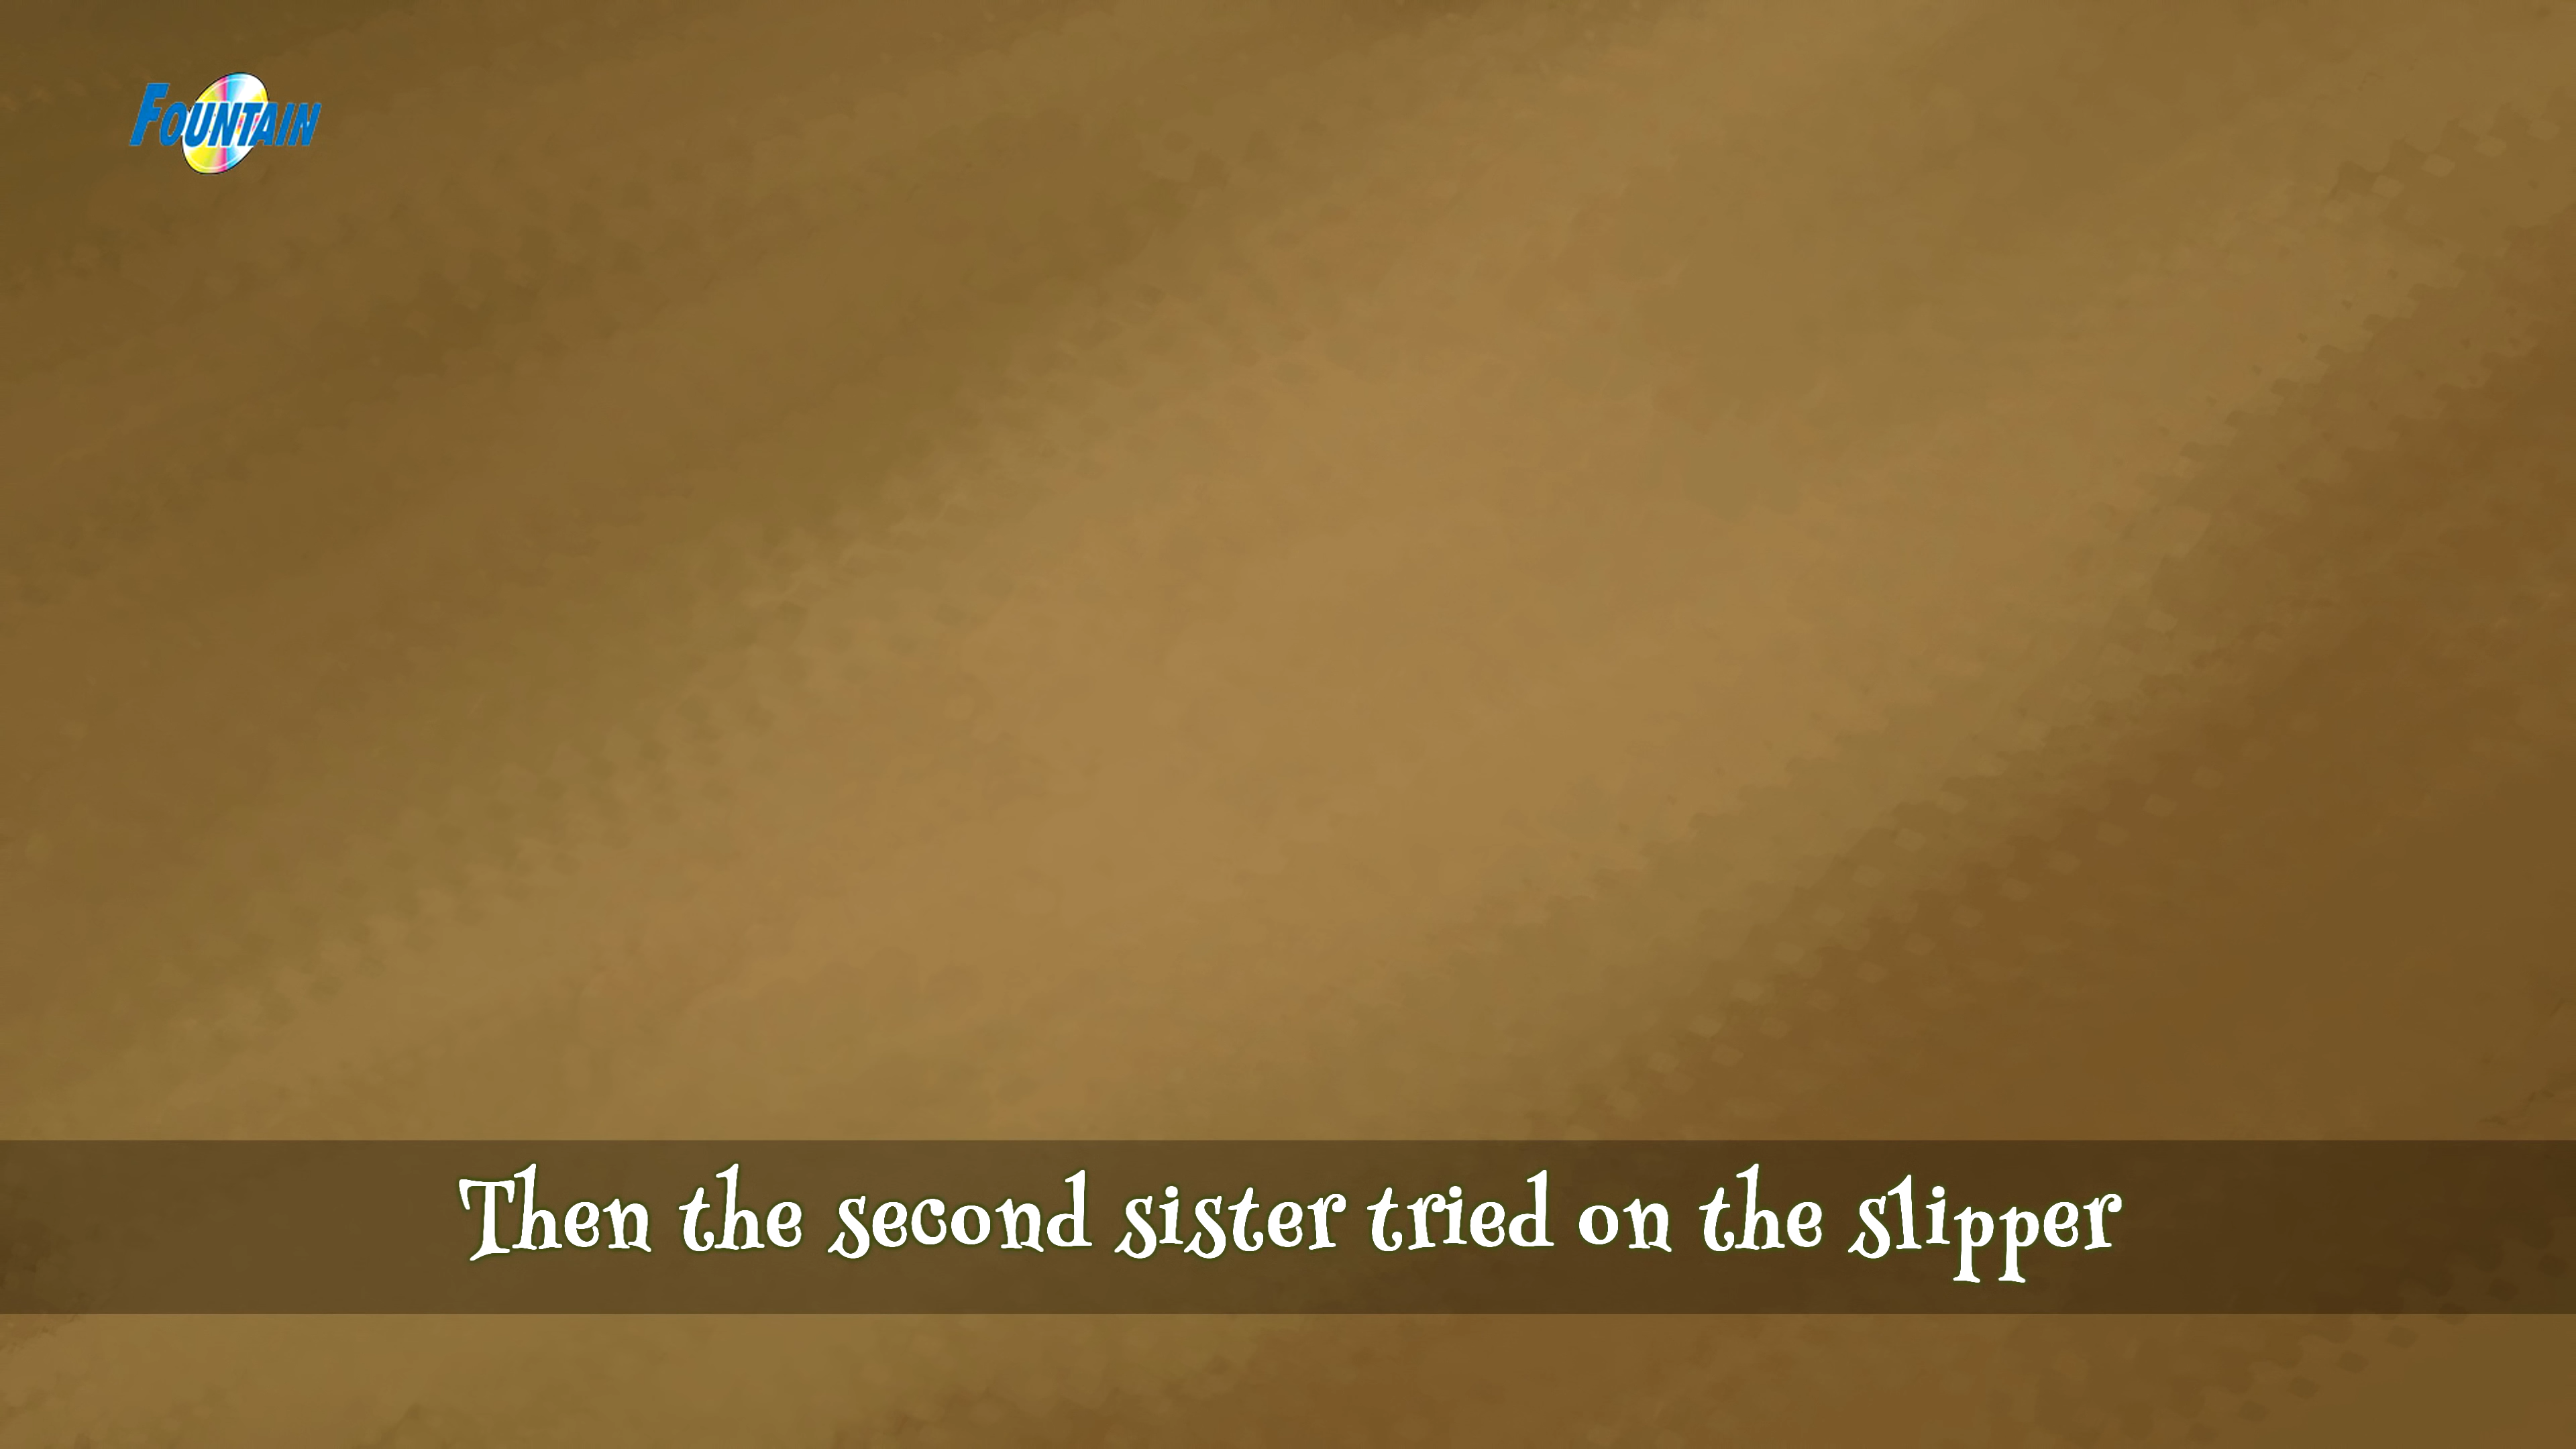 FOUNTAIN
Then the second sister tried on the slipper